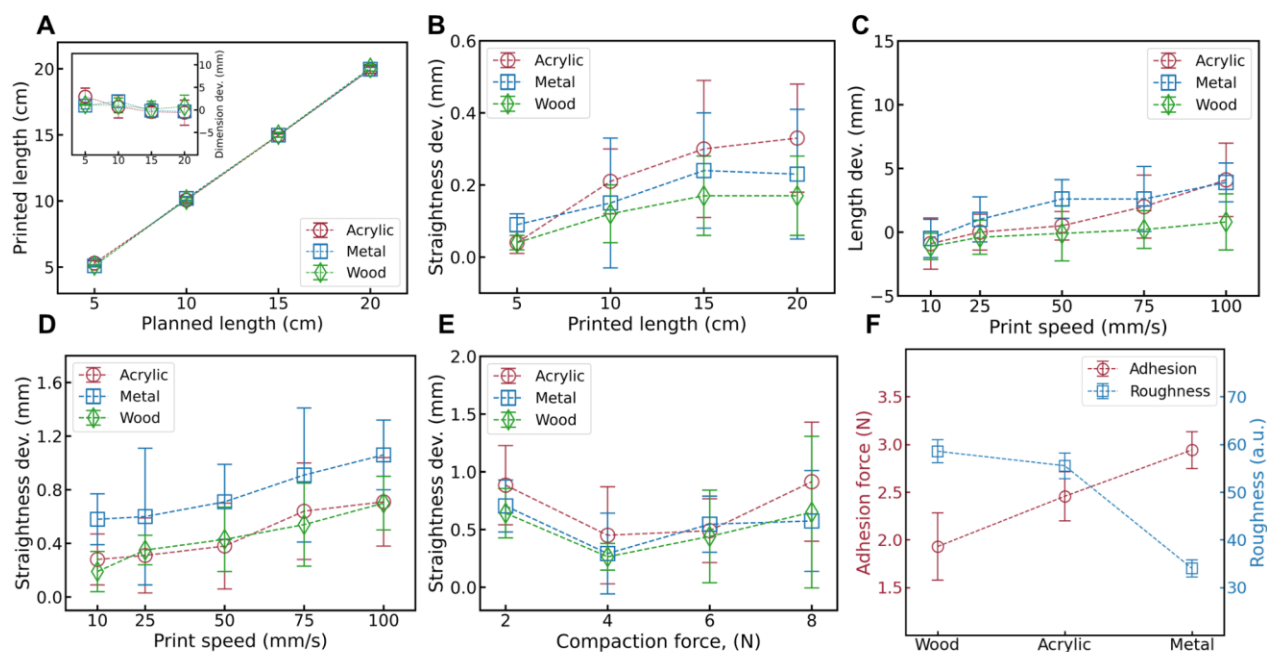 A
Printed length (cm)
20
15
10
5
5
10
15
20
Planned length (cm)
10
5
0
−5
Dimension dev. (mm)
5
10
15
20
Acrylic
Metal
Wood
B
Straightness dev. (mm)
0.6
0.4
0.2
0.0
5
10
15
20
Printed length (cm)
Acrylic
Metal
Wood
C
Length dev. (mm)
15
10
5
0
−5
10
25
50
75
100
Print speed (mm/s)
Acrylic
Metal
Wood
D
Straightness dev. (mm)
1.6
1.2
0.8
0.4
0.0
10
25
50
75
100
Print speed (mm/s)
Acrylic
Metal
Wood
E
Straightness dev. (mm)
2.0
1.5
1.0
0.5
0.0
2
4
6
8
Compaction force, (N)
Acrylic
Metal
Wood
F
Adhesion force (N)
3.5
3.0
2.5
2.0
1.5
Wood
Acrylic
Metal
70
60
50
40
30
Roughness (a.u.)
Adhesion
Roughness